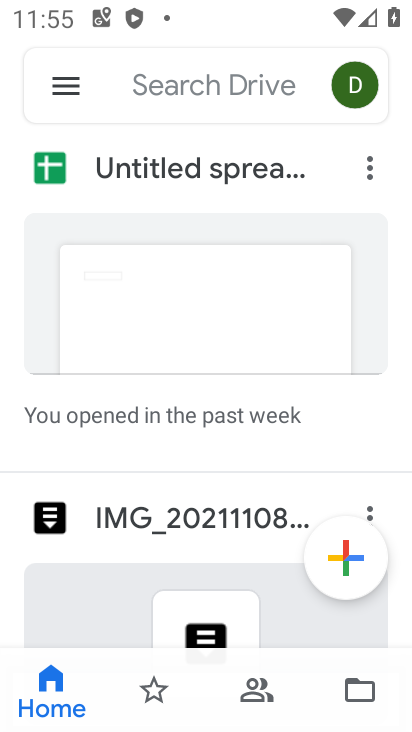 11:55
Search Drive
D
Untitled sprea...
You opened in the past week
IMG_20211108...
Home